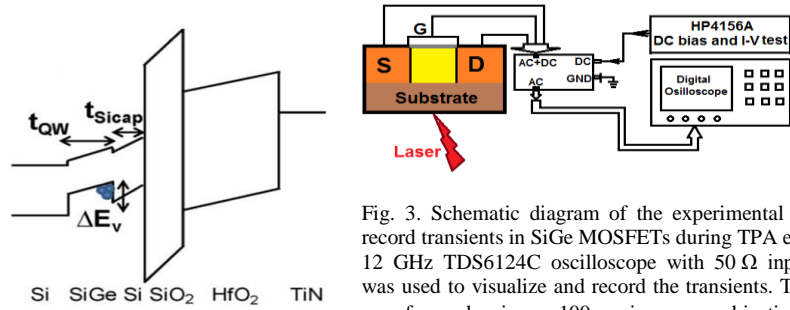 t_QW
t_Sicap
ΔE_v
Si SiGe Si SiO₂ HfO₂ TiN
G
S
D
Substrate
Laser
AC+DC DC
GND
AC
HP4156A
DC bias and I-V test
Digital
Osilloscope
Fig. 3. Schematic diagram of the experimental
record transients in SiGe MOSFETs during TPA e
12 GHz TDS6124C oscilloscope with 50 Ω inp
was used to visualize and record the transients. T